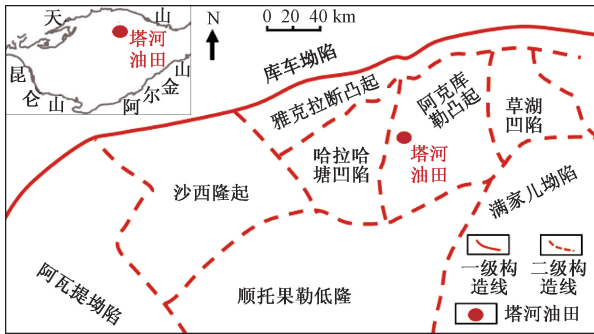 天
山
塔河
油田
昆
仑
山
阿
尔
金
山
N
0 20 40 km
库车坳陷
雅克拉断凸起
阿克库
勒凸起
草湖
凹陷
哈拉哈
塘凹陷
塔河
油田
沙西隆起
满家儿坳陷
阿瓦提坳陷
顺托果勒低隆
一级构
造线
二级构
造线
塔河油田